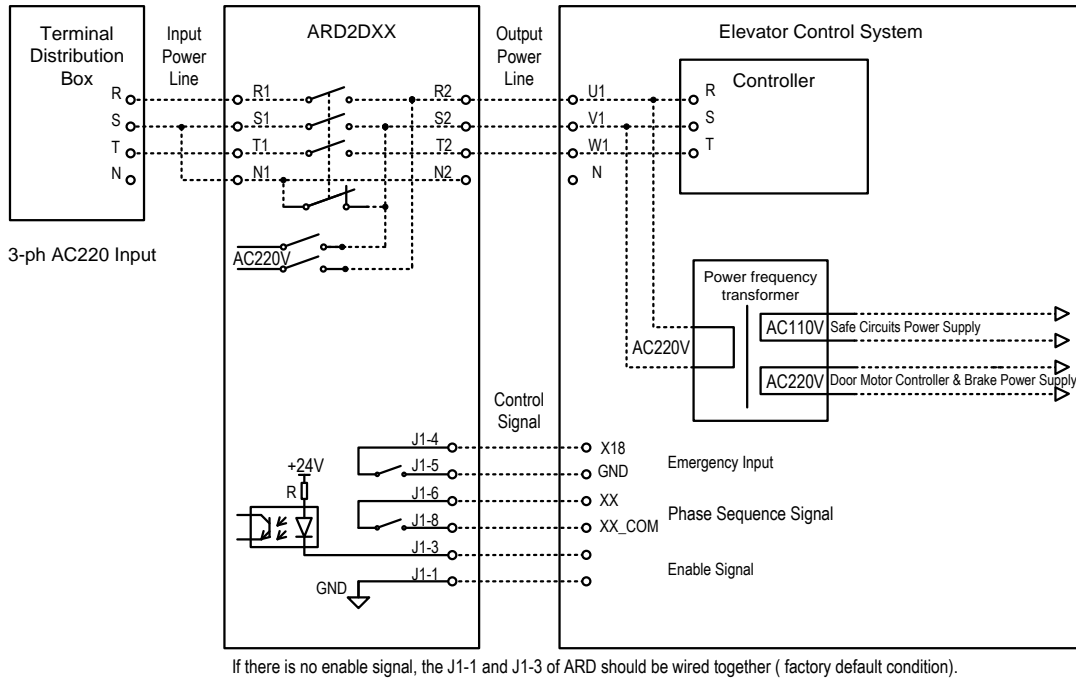 Terminal
Distribution
Box
Input
Power
Line
ARD2DXX
Output
Power
Line
Elevator Control System
Controller
R
R1
R2
U1
R
S
S1
S2
V1
S
T
T1
T2
W1
T
N
N1
N2
N
3-ph AC220 Input
AC220V
Power frequency
transformer
AC110V
Safe Circuits Power Supply
AC220V
AC220V
Door Motor Controller & Brake Power Supply
Control
Signal
J1-4
X18
Emergency Input
J1-5
GND
+24V
R
J1-6
XX
Phase Sequence Signal
J1-8
XX_COM
J1-3
Enable Signal
J1-1
GND
If there is no enable signal, the J1-1 and J1-3 of ARD should be wired together ( factory default condition).